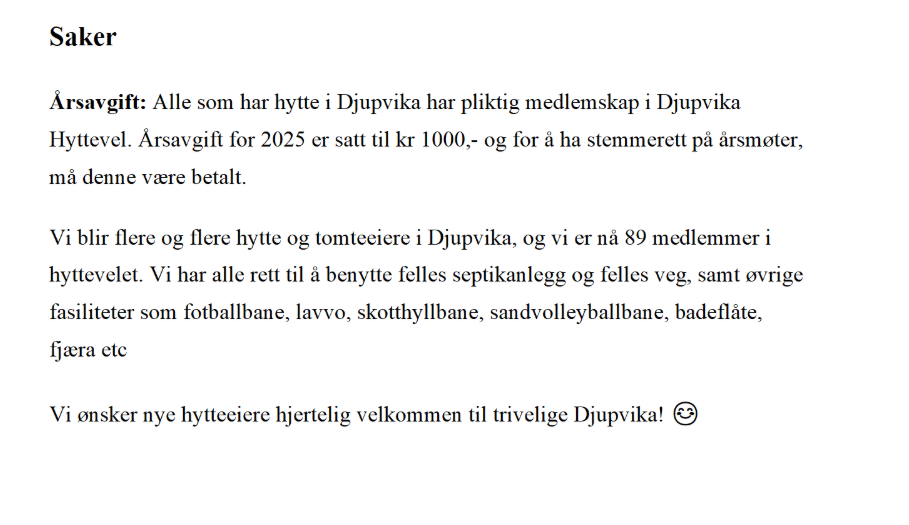 Saker
Årsavgift: Alle som har hytte i Djupvika har pliktig medlemskap i Djupvika
Hyttevel. Årsavgift for 2025 er satt til kr 1000,- og for å ha stemmerett på årsmøter,
må denne være betalt.
Vi blir flere og flere hytte og tomteeiere i Djupvika, og vi er nå 89 medlemmer i
hyttevelet. Vi har alle rett til å benytte felles septikanlegg og felles veg, samt øvrige
fasiliteter som fotballbane, lavvo, skotthyllbane, sandvolleyballbane, badeflåte,
fjæra etc
Vi ønsker nye hytteeiere hjertelig velkommen til trivelige Djupvika! 😊